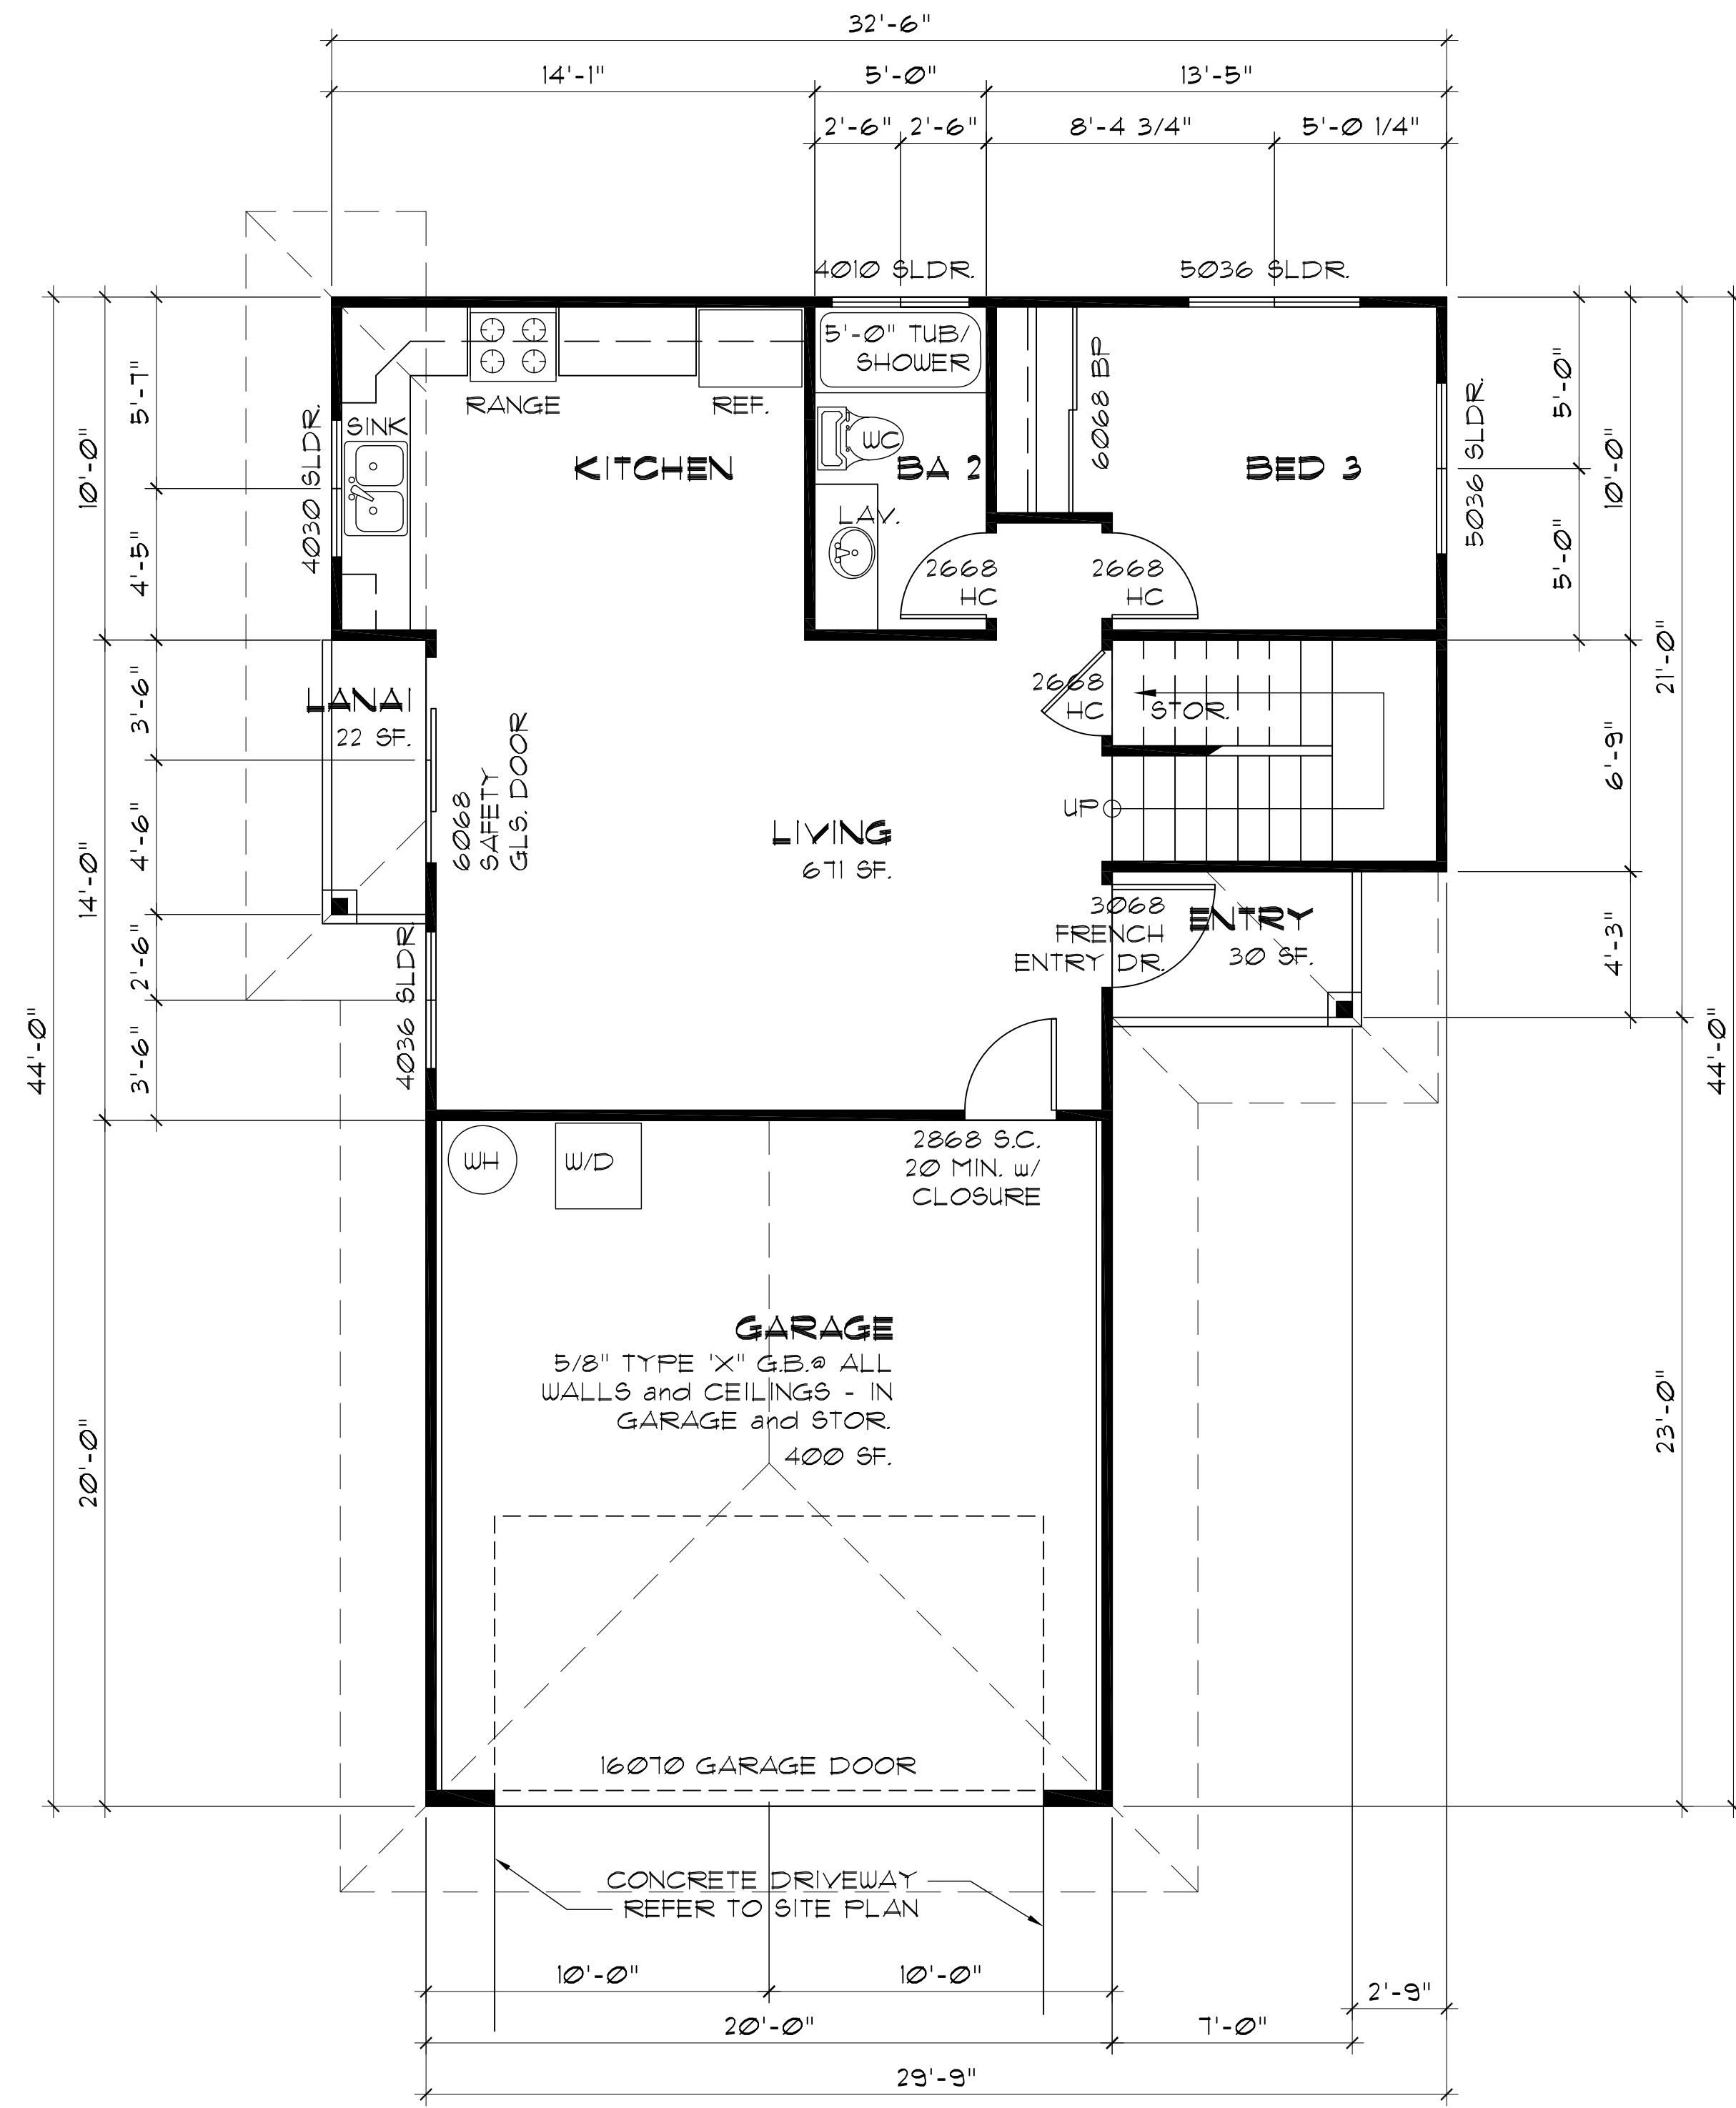 32'-6"
14'-1"
5'-0"
13'-5"
2'-6"
2'-6"
8'-4 3/4"
5'-0 1/4"
4010 SLDR.
5036 SLDR.
5'-0" TUB/
SHOWER
6068 BP
RANGE
REF.
SINK
4030 SLDR.
WC
KITCHEN
BA 2
BED 3
5036 SLDR.
LAV.
2668
HC
2668
HC
5'-7"
10'-0"
4'-5"
5'-0"
10'-0"
5'-0"
21'-0"
LANAI
22 SF.
2668
HC
STOR.
3'-6"
6'-9"
6068
SAFETY
GLS. DOOR
UP
LIVING
671 SF.
4'-6"
14'-0"
3068
FRENCH
ENTRY DR.
ENTRY
30 SF.
4'-3"
2'-6"
4036 SLDR.
3'-6"
44'-0"
44'-0"
WH
W/D
2868 S.C.
20 MIN. w/
CLOSURE
GARAGE
5/8" TYPE 'X" G.B.@ ALL
WALLS and CEILINGS - IN
GARAGE and STOR.
400 SF.
20'-0"
23'-0"
16070 GARAGE DOOR
CONCRETE DRIVEWAY
REFER TO SITE PLAN
10'-0"
10'-0"
2'-9"
20'-0"
7'-0"
29'-9"